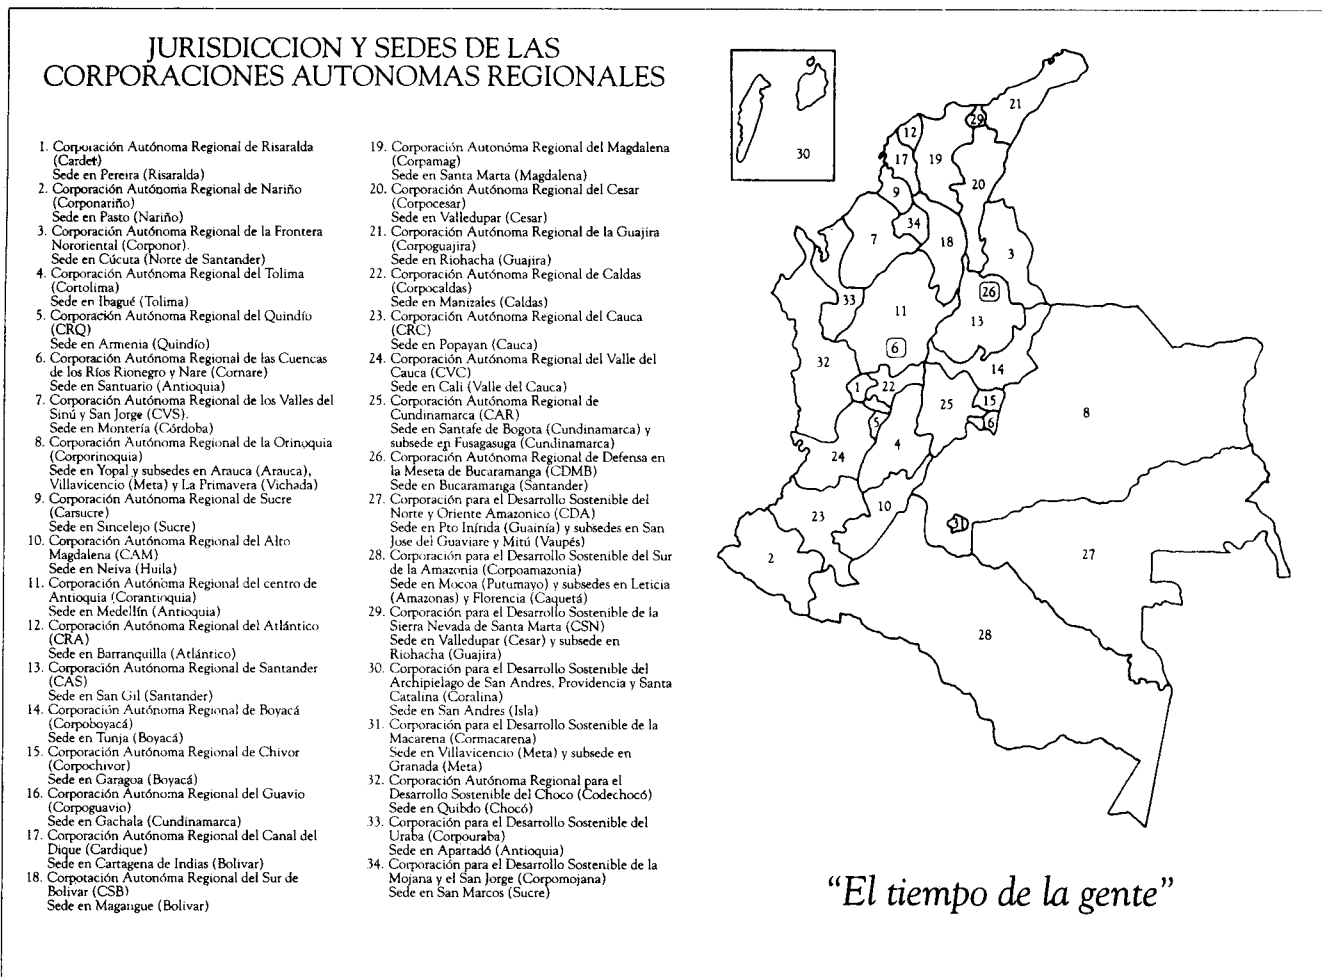 JURISDICCION Y SEDES DE LAS
CORPORACIONES AUTONOMAS REGIONALES
1. Corporación Autónoma Regional de Risaralda
(Carder)
Sede en Pereira (Risaralda)
2. Corporación Autónoma Regional de Nariño
(Corponariño)
Sede en Pasto (Nariño)
3. Corporación Autónoma Regional de la Frontera
Nororiental (Corponor).
Sede en Cúcuta (Norte de Santander)
4. Corporación Autónoma Regional del Tolima
(Cortolima)
Sede en Ibagué (Tolima)
5. Corporación Autónoma Regional del Quindío
(CRQ)
Sede en Armenia (Quindío)
6. Corporación Autónoma Regional de las Cuencas
de los Ríos Rionegro y Nare (Cornare)
Sede en Santuario (Antioquia)
7. Corporación Autónoma Regional de los Valles del
Sinú y San Jorge (CVS).
Sede en Montería (Córdoba)
8. Corporación Autónoma Regional de la Orinoquia
(Corporinoquia)
Sede en Yopal y subsedes en Arauca (Arauca),
Villavicencio (Meta) y La Primavera (Vichada)
9. Corporación Autónoma Regional de Sucre
(Carsucre)
Sede en Sincelejo (Sucre)
10. Corporación Autónoma Regional del Alto
Magdalena (CAM)
Sede en Neiva (Huila)
11. Corporación Autónoma Regional del centro de
Antioquia (Corantioquia)
Sede en Medellín (Antioquia)
12. Corporación Autónoma Regional del Atlántico
(CRA)
Sede en Barranquilla (Atlántico)
13. Corporación Autónoma Regional de Santander
(CAS)
Sede en San Gil (Santander)
14. Corporación Autónoma Regional de Boyacá
(Corpoboyacá)
Sede en Tunja (Boyacá)
15. Corporación Autónoma Regional de Chivor
(Corpochivor)
Sede en Garagoa (Boyacá)
16. Corporación Autónoma Regional del Guavio
(Corpoguavio)
Sede en Gachala (Cundinamarca)
17. Corporación Autónoma Regional del Canal del
Dique (Cardique)
Sede en Cartagena de Indias (Bolivar)
18. Corporación Autonóma Regional del Sur de
Bolivar (CSB)
Sede en Magangue (Bolivar)
19. Corporación Autonóma Regional del Magdalena
(Corpamag)
Sede en Santa Marta (Magdalena)
20. Corporación Autónoma Regional del Cesar
(Corpocesar)
Sede en Valledupar (Cesar)
21. Corporación Autónoma Regional de la Guajira
(Corpoguajira)
Sede en Riohacha (Guajira)
22. Corporación Autónoma Regional de Caldas
(Corpocaldas)
Sede en Manizales (Caldas)
23. Corporación Autónoma Regional del Cauca
(CRC)
Sede en Popayan (Cauca)
24. Corporación Autónoma Regional del Valle del
Cauca (CVC)
Sede en Cali (Valle del Cauca)
25. Corporación Autónoma Regional de
Cundinamarca (CAR)
Sede en Santafe de Bogota (Cundinamarca) y
subsede en Fusagasuga (Cundinamarca)
26. Corporación Autónoma Regional de Defensa en
la Meseta de Bucaramanga (CDMB)
Sede en Bucaramanga (Santander)
27. Corporación para el Desarrollo Sostenible del
Norte y Oriente Amazonico (CDA)
Sede en Pto Inírida (Guainía) y subsedes en San
Jose del Guaviare y Mitú (Vaupés)
28. Corporación para el Desarrollo Sostenible del Sur
de la Amazonia (Corpoamazonia)
Sede en Mocoa (Putumayo) y subsedes en Leticia
(Amazonas) y Florencia (Caquetá)
29. Corporación para el Desarrollo Sostenible de la
Sierra Nevada de Santa Marta (CSN)
Sede en Valledupar (Cesar) y subsede en
Riohacha (Guajira)
30. Corporación para el Desarrollo Sostenible del
Archipielago de San Andres, Providencia y Santa
Catalina (Coralina)
Sede en San Andres (Isla)
31. Corporación para el Desarrollo Sostenible de la
Macarena (Cormacarena)
Sede en Villavicencio (Meta) y subsede en
Granada (Meta)
32. Corporación Autónoma Regional para el
Desarrollo Sostenible del Choco (Codechocó)
Sede en Quibdo (Chocó)
33. Corporación para el Desarrollo Sostenible del
Uraba (Corpouraba)
Sede en Apartadó (Antioquia)
34. Corporación para el Desarrollo Sostenible de la
Mojana y el San Jorge (Corpomojana)
Sede en San Marcos (Sucre)
30
21
29
12
17
19
20
9
34
7
18
3
33
26
11
13
6
32
14
1
22
15
25
8
5
16
4
24
10
23
31
27
2
28
“El tiempo de la gente”